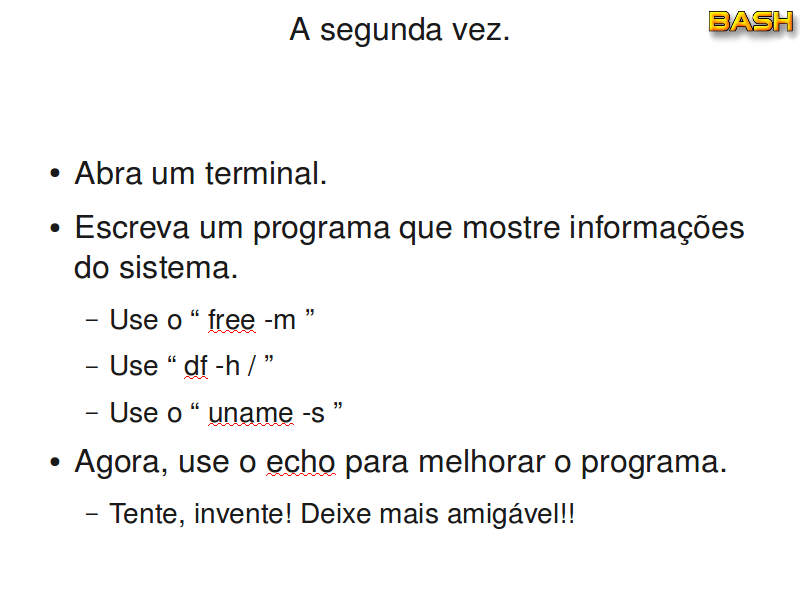 A segunda vez.
BASH
• Abra um terminal.
• Escreva um programa que mostre informações
do sistema.
– Use o “ free -m ”
– Use “ df -h / ”
– Use o “ uname -s ”
• Agora, use o echo para melhorar o programa.
– Tente, invente! Deixe mais amigável!!